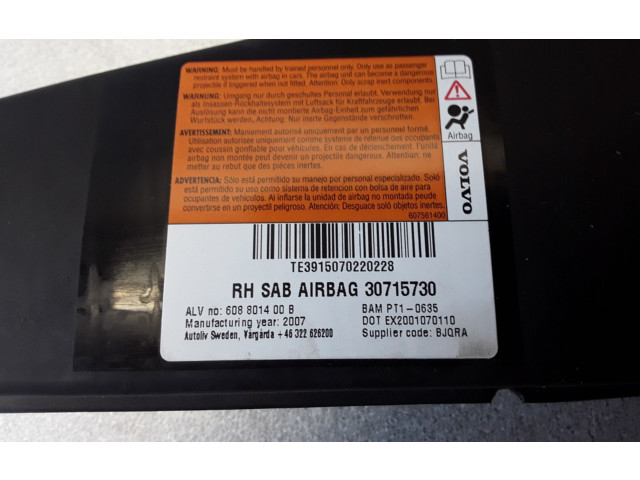 WARNING: Must be handled by trained personnel only. Only use as passenger
restraint system with airbag in cars. The airbag unit can become a dangerous
projectile if triggered when not fitted. Attention! Only scrap inert components.
WARNUNG: Umgang nur durch geschultes Personal erlaubt. Verwendung nur
als Insassen-Rückhaltesystem mit Luftsack für Kraftfahrzeuge erlaubt. Bei
Auslösung kann die nicht montierte Airbag-Einheit zum gefährlichen
Wurfstück werden. Achtung: Nur inerte Gegenstände verschrotten.
AVERTISSEMENT: Maniement autorisé uniquement par un personnel formé.
Utilisation autorisée uniquement comme système de retenue des occupants
avec coussin gonflable pour véhicules. En cas de déclenchement, l'unité
airbag non montée peut devenir un projectile dangereux. Attention: ne
mettre au rebut que des pièces inertes.
ADVERTENCIA: Sólo está permitido su manejo por personal especializado. Sólo
está permitido su uso como sistema de retencion con bolsa de aire para
ocupantes de vehículos. Al inflarse la unidad de airbag no montada puede
convertirse en un proyectil peligroso. Atención: Desguace solo objetos inertes.
607561400
Airbag
VOLVO
TE3915070220228
RH SAB AIRBAG 30715730
ALV no: 608 8014 00 B BAM PT1-0635
Manufacturing year: 2007 DOT EX2001070110
Autoliv Sweden, Vårgårda +46 322 626200 Supplier code: BJQRA